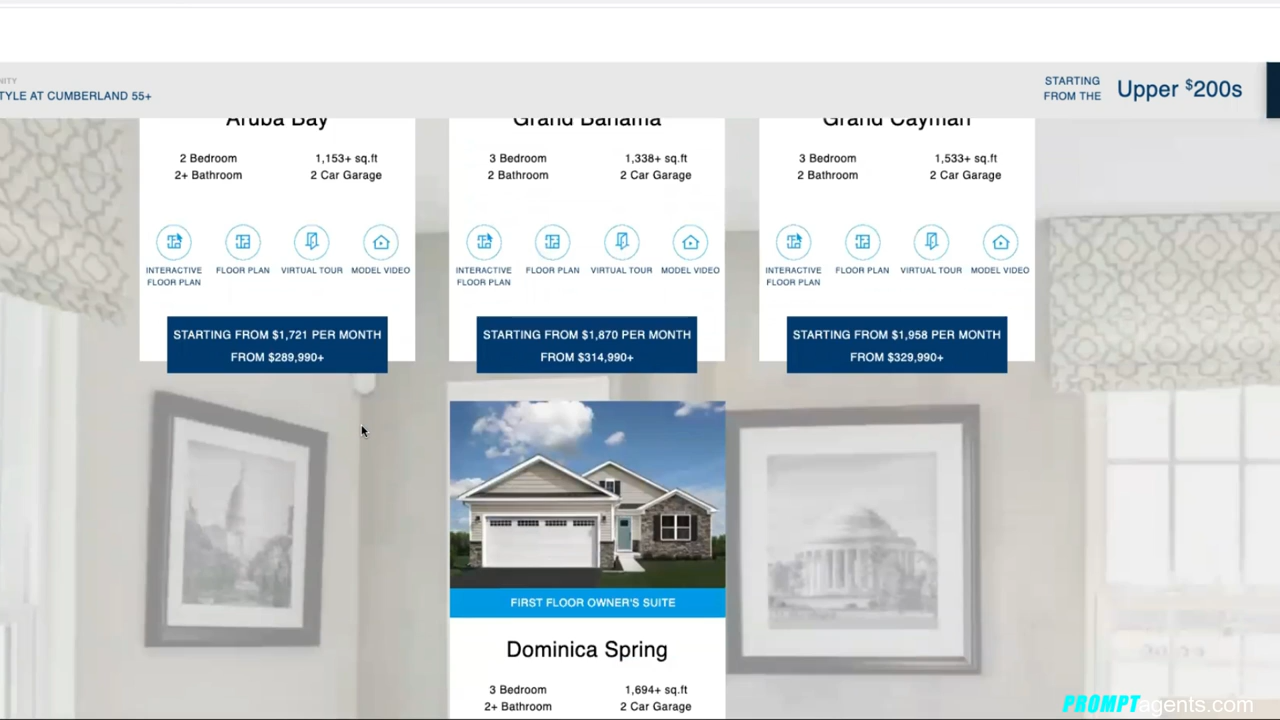 NITY
TYLE AT CUMBERLAND 55+
STARTING
FROM THE
Upper $200s
Aruba Bay
2 Bedroom
1,153+ sq.ft
2+ Bathroom
2 Car Garage
INTERACTIVE
FLOOR PLAN
FLOOR PLAN
VIRTUAL TOUR
MODEL VIDEO
STARTING FROM $1,721 PER MONTH
FROM $289,990+
Grand Bahama
3 Bedroom
1,338+ sq.ft
2 Bathroom
2 Car Garage
INTERACTIVE
FLOOR PLAN
FLOOR PLAN
VIRTUAL TOUR
MODEL VIDEO
STARTING FROM $1,870 PER MONTH
FROM $314,990+
Grand Cayman
3 Bedroom
1,533+ sq.ft
2 Bathroom
2 Car Garage
INTERACTIVE
FLOOR PLAN
FLOOR PLAN
VIRTUAL TOUR
MODEL VIDEO
STARTING FROM $1,958 PER MONTH
FROM $329,990+
FIRST FLOOR OWNER'S SUITE
Dominica Spring
3 Bedroom
1,694+ sq.ft
2+ Bathroom
2 Car Garage
PROMPTagents.com